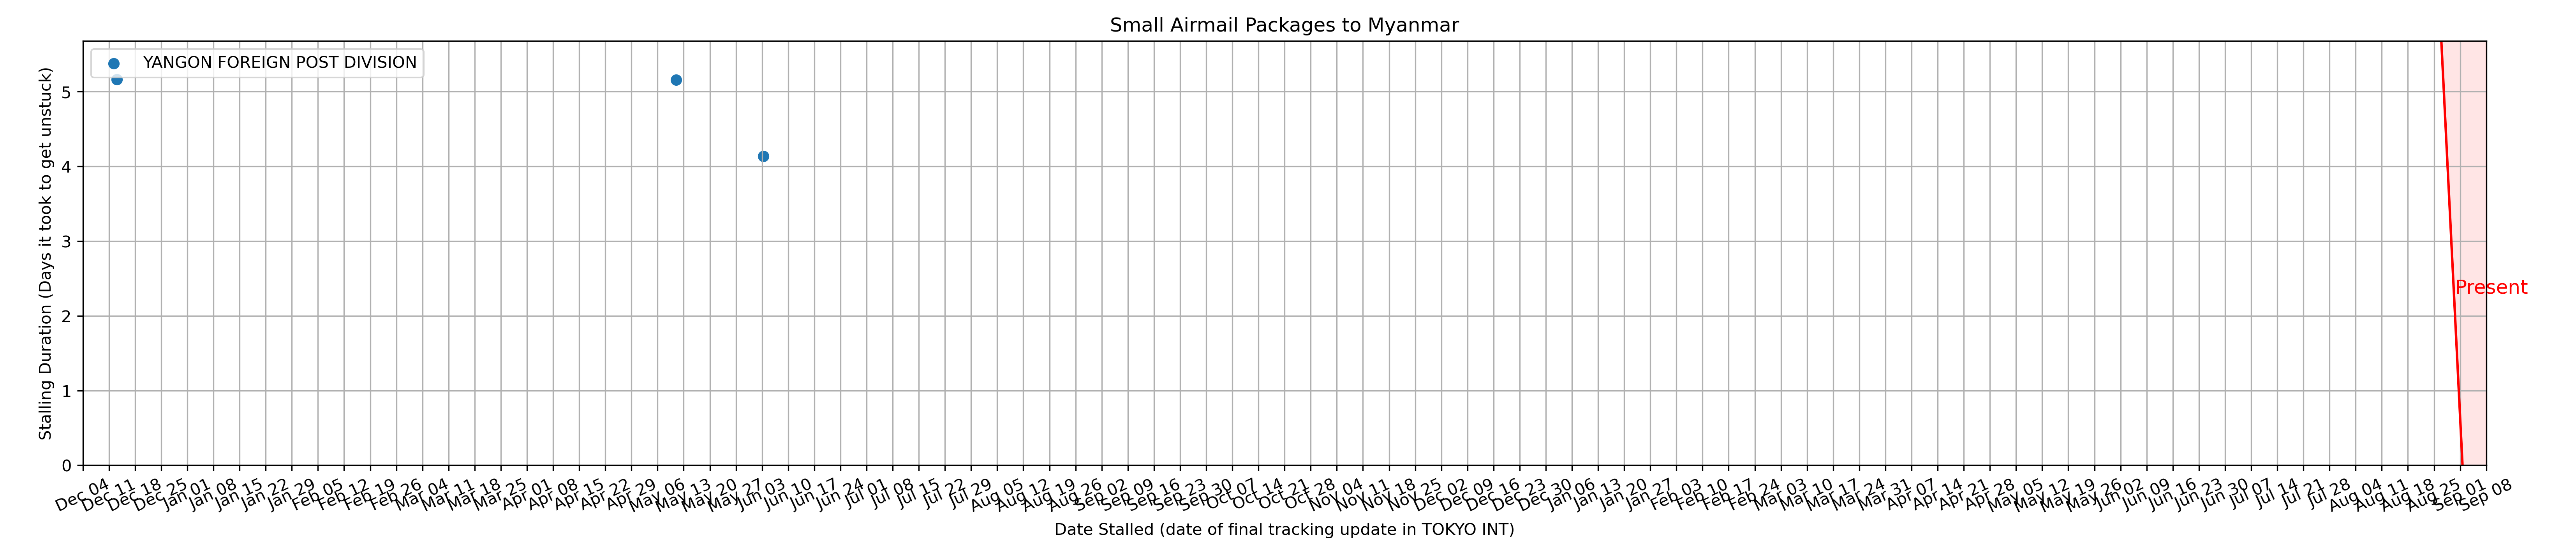 Small Airmail Packages to Myanmar
YANGON FOREIGN POST DIVISION
Stalling Duration (Days it took to get unstuck)
5
4
3
2
1
0
Present
Dec 04
Dec 11
Dec 18
Dec 25
Jan 01
Jan 08
Jan 15
Jan 22
Jan 29
Feb 05
Feb 12
Feb 19
Feb 26
Mar 04
Mar 11
Mar 18
Mar 25
Apr 01
Apr 08
Apr 15
Apr 22
Apr 29
May 06
May 13
May 20
May 27
Jun 03
Jun 10
Jun 17
Jun 24
Jul 01
Jul 08
Jul 15
Jul 22
Jul 29
Aug 05
Aug 12
Aug 19
Aug 26
Sep 02
Sep 09
Sep 16
Sep 23
Sep 30
Oct 07
Oct 14
Oct 21
Oct 28
Nov 04
Nov 11
Nov 18
Nov 25
Dec 02
Dec 09
Dec 16
Dec 23
Dec 30
Jan 06
Jan 13
Jan 20
Jan 27
Feb 03
Feb 10
Feb 17
Feb 24
Mar 03
Mar 10
Mar 17
Mar 24
Mar 31
Apr 07
Apr 14
Apr 21
Apr 28
May 05
May 12
May 19
May 26
Jun 02
Jun 09
Jun 16
Jun 23
Jun 30
Jul 07
Jul 14
Jul 21
Jul 28
Aug 04
Aug 11
Aug 18
Aug 25
Sep 01
Sep 08
Date Stalled (date of final tracking update in TOKYO INT)